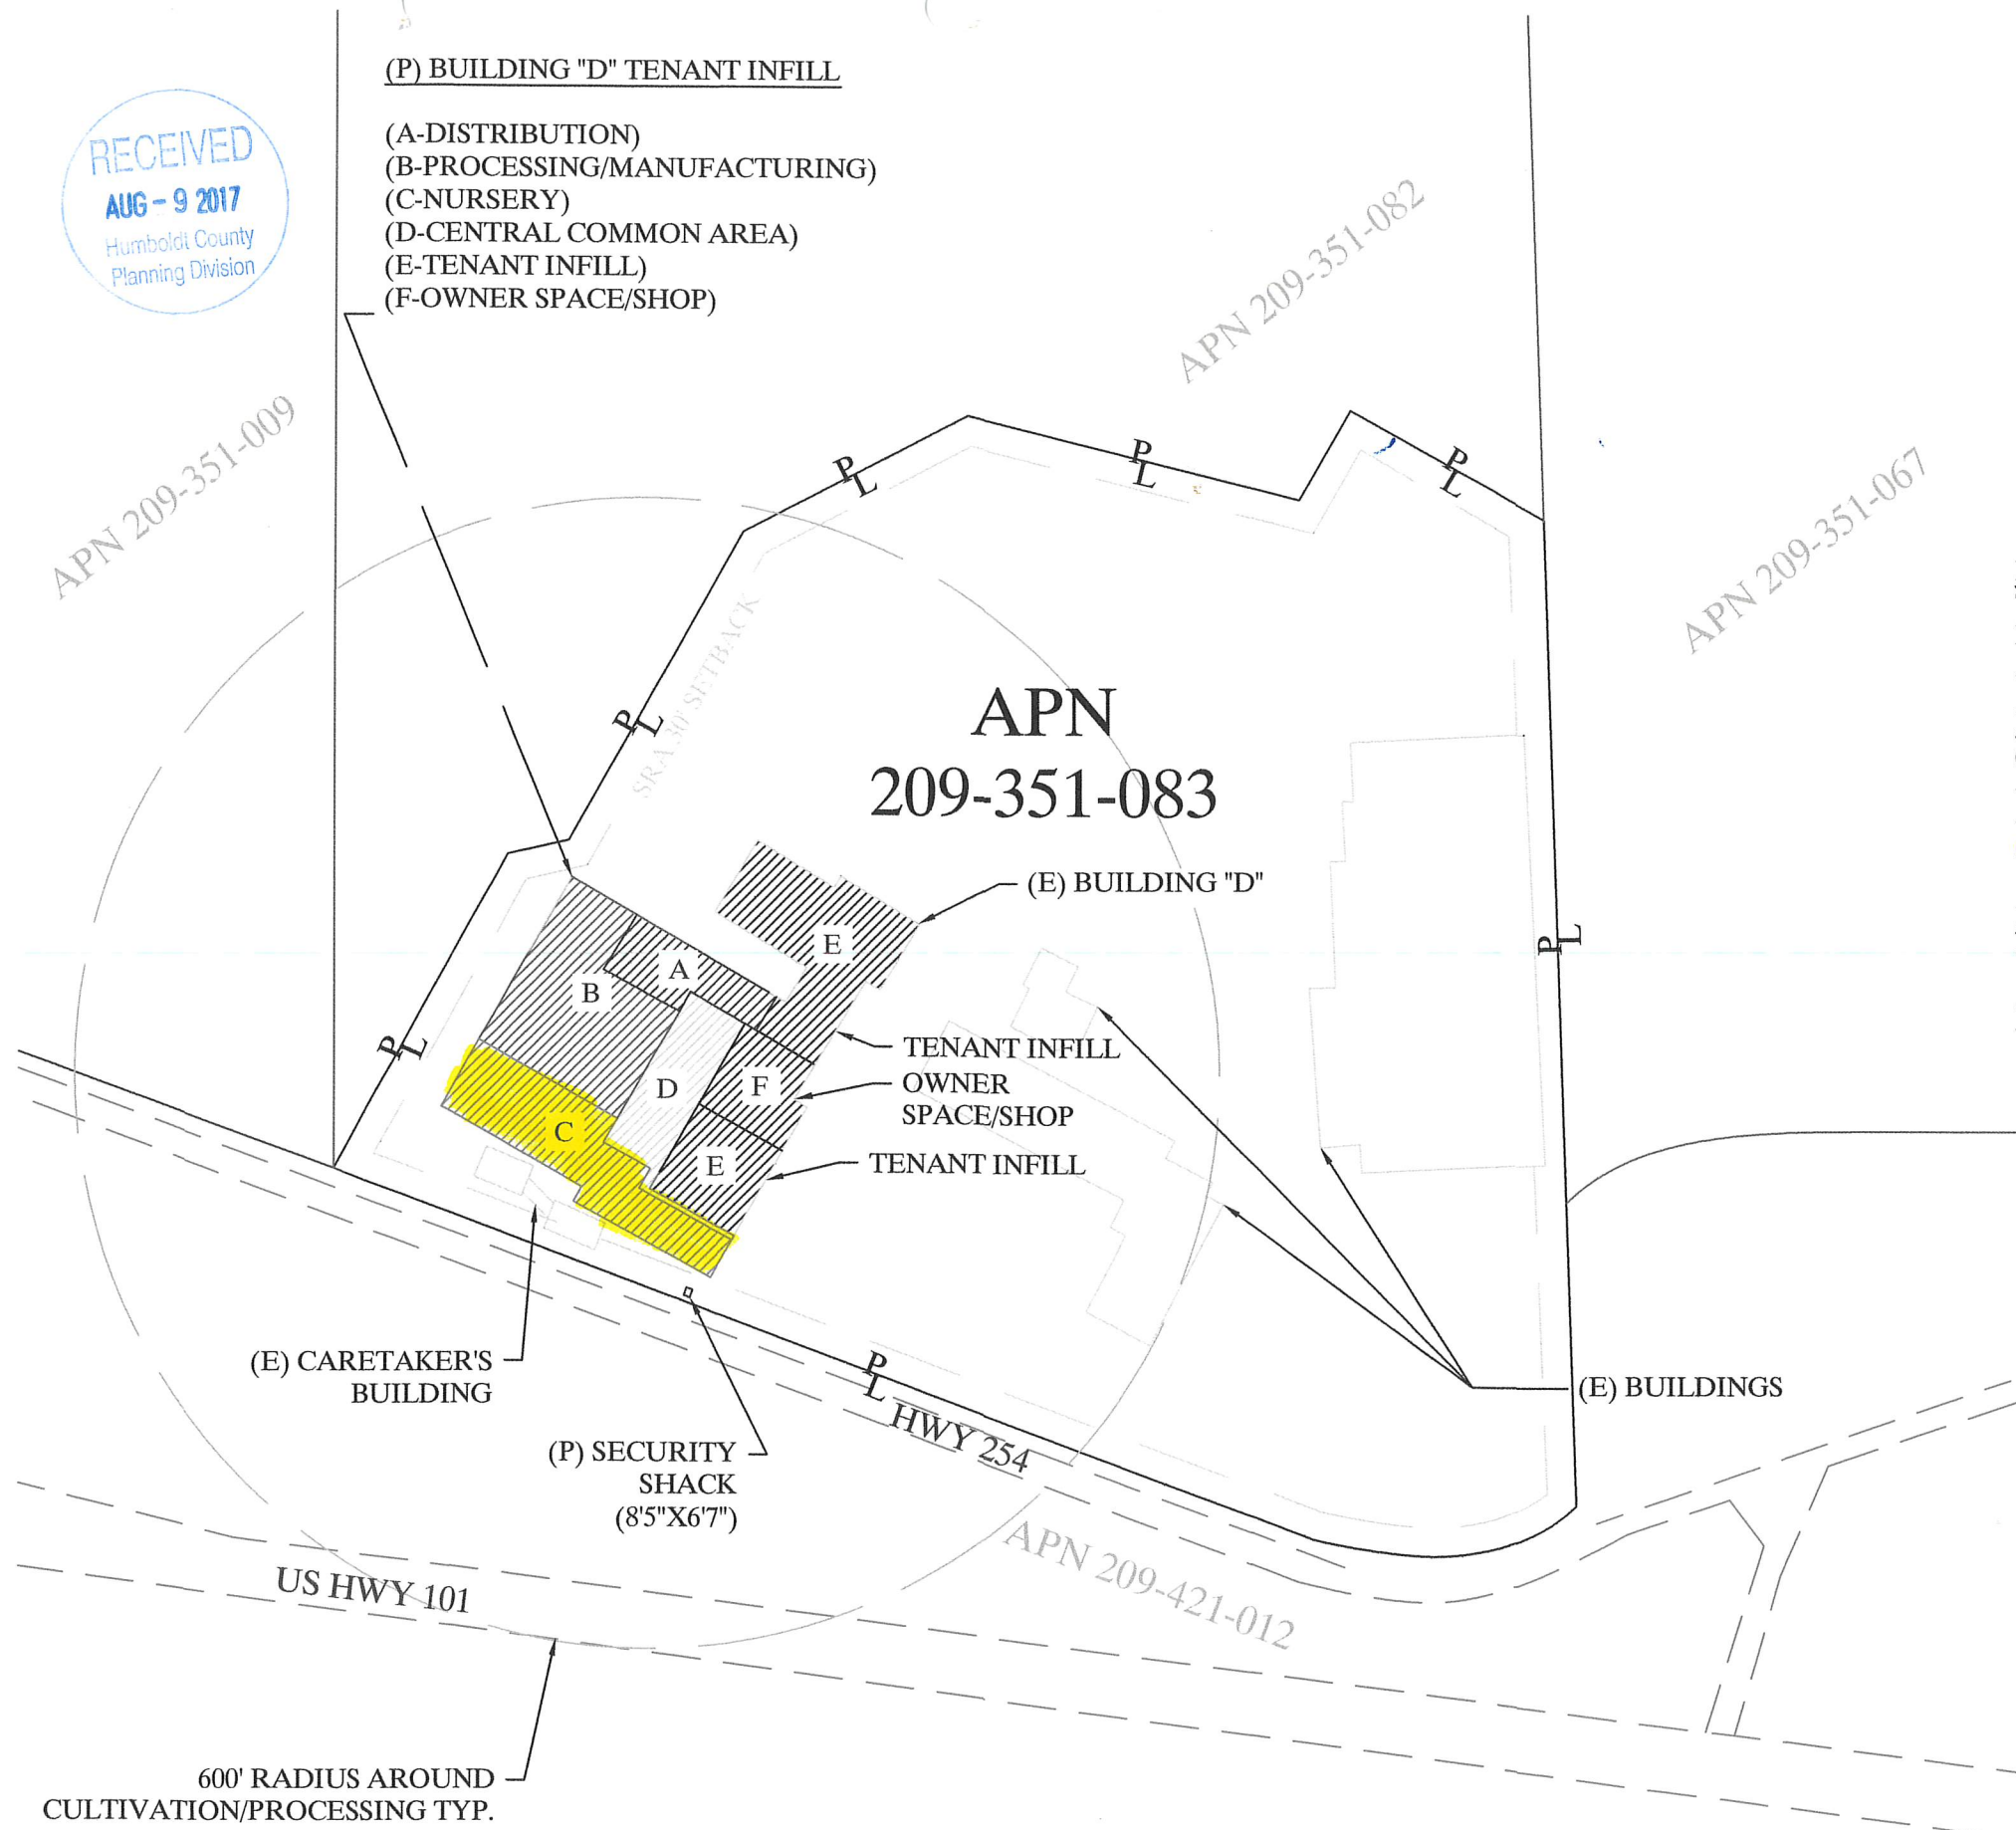 (P) BUILDING "D" TENANT INFILL
(A-DISTRIBUTION)
(B-PROCESSING/MANUFACTURING)
(C-NURSERY)
(D-CENTRAL COMMON AREA)
(E-TENANT INFILL)
(F-OWNER SPACE/SHOP)
RECEIVED
AUG - 9 2017
Humboldt County
Planning Division
APN 209-351-009
APN 209-351-082
APN 209-351-067
PL
PL
PL
PL
SRA 30' SETBACK
APN
209-351-083
(E) BUILDING "D"
E
A
B
PL
PL
TENANT INFILL
OWNER
SPACE/SHOP
D
F
C
E
TENANT INFILL
(E) CARETAKER'S
BUILDING
PL
(E) BUILDINGS
HWY 254
(P) SECURITY
SHACK
(8'5"X6'7")
APN 209-421-012
US HWY 101
600' RADIUS AROUND
CULTIVATION/PROCESSING TYP.